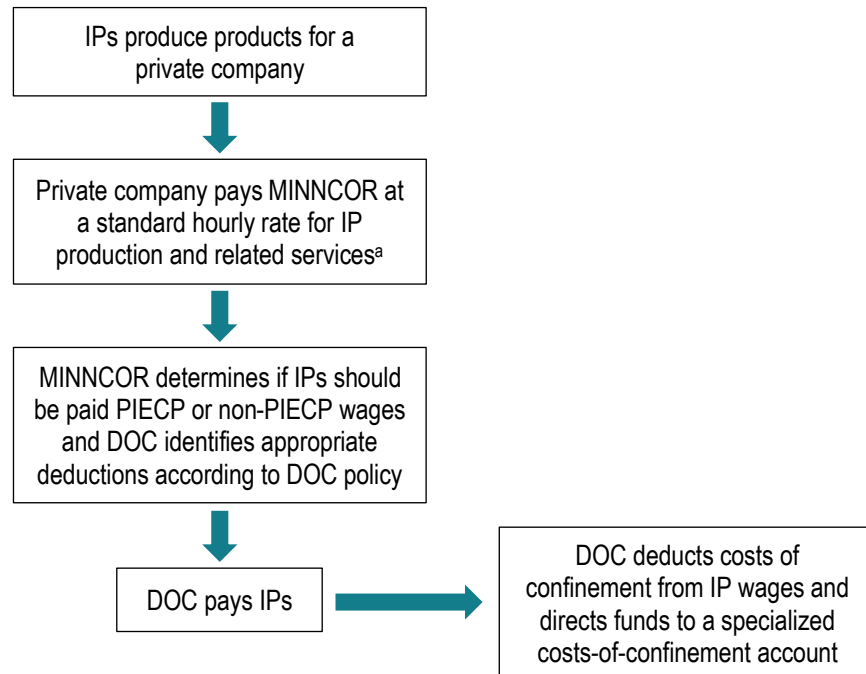 IPs produce products for a
private company
Private company pays MINNCOR at
a standard hourly rate for IP
production and related servicesᵃ
MINNCOR determines if IPs should
be paid PIECP or non-PIECP wages
and DOC identifies appropriate
deductions according to DOC policy
DOC pays IPs
DOC deducts costs of
confinement from IP wages and
directs funds to a specialized
costs-of-confinement account